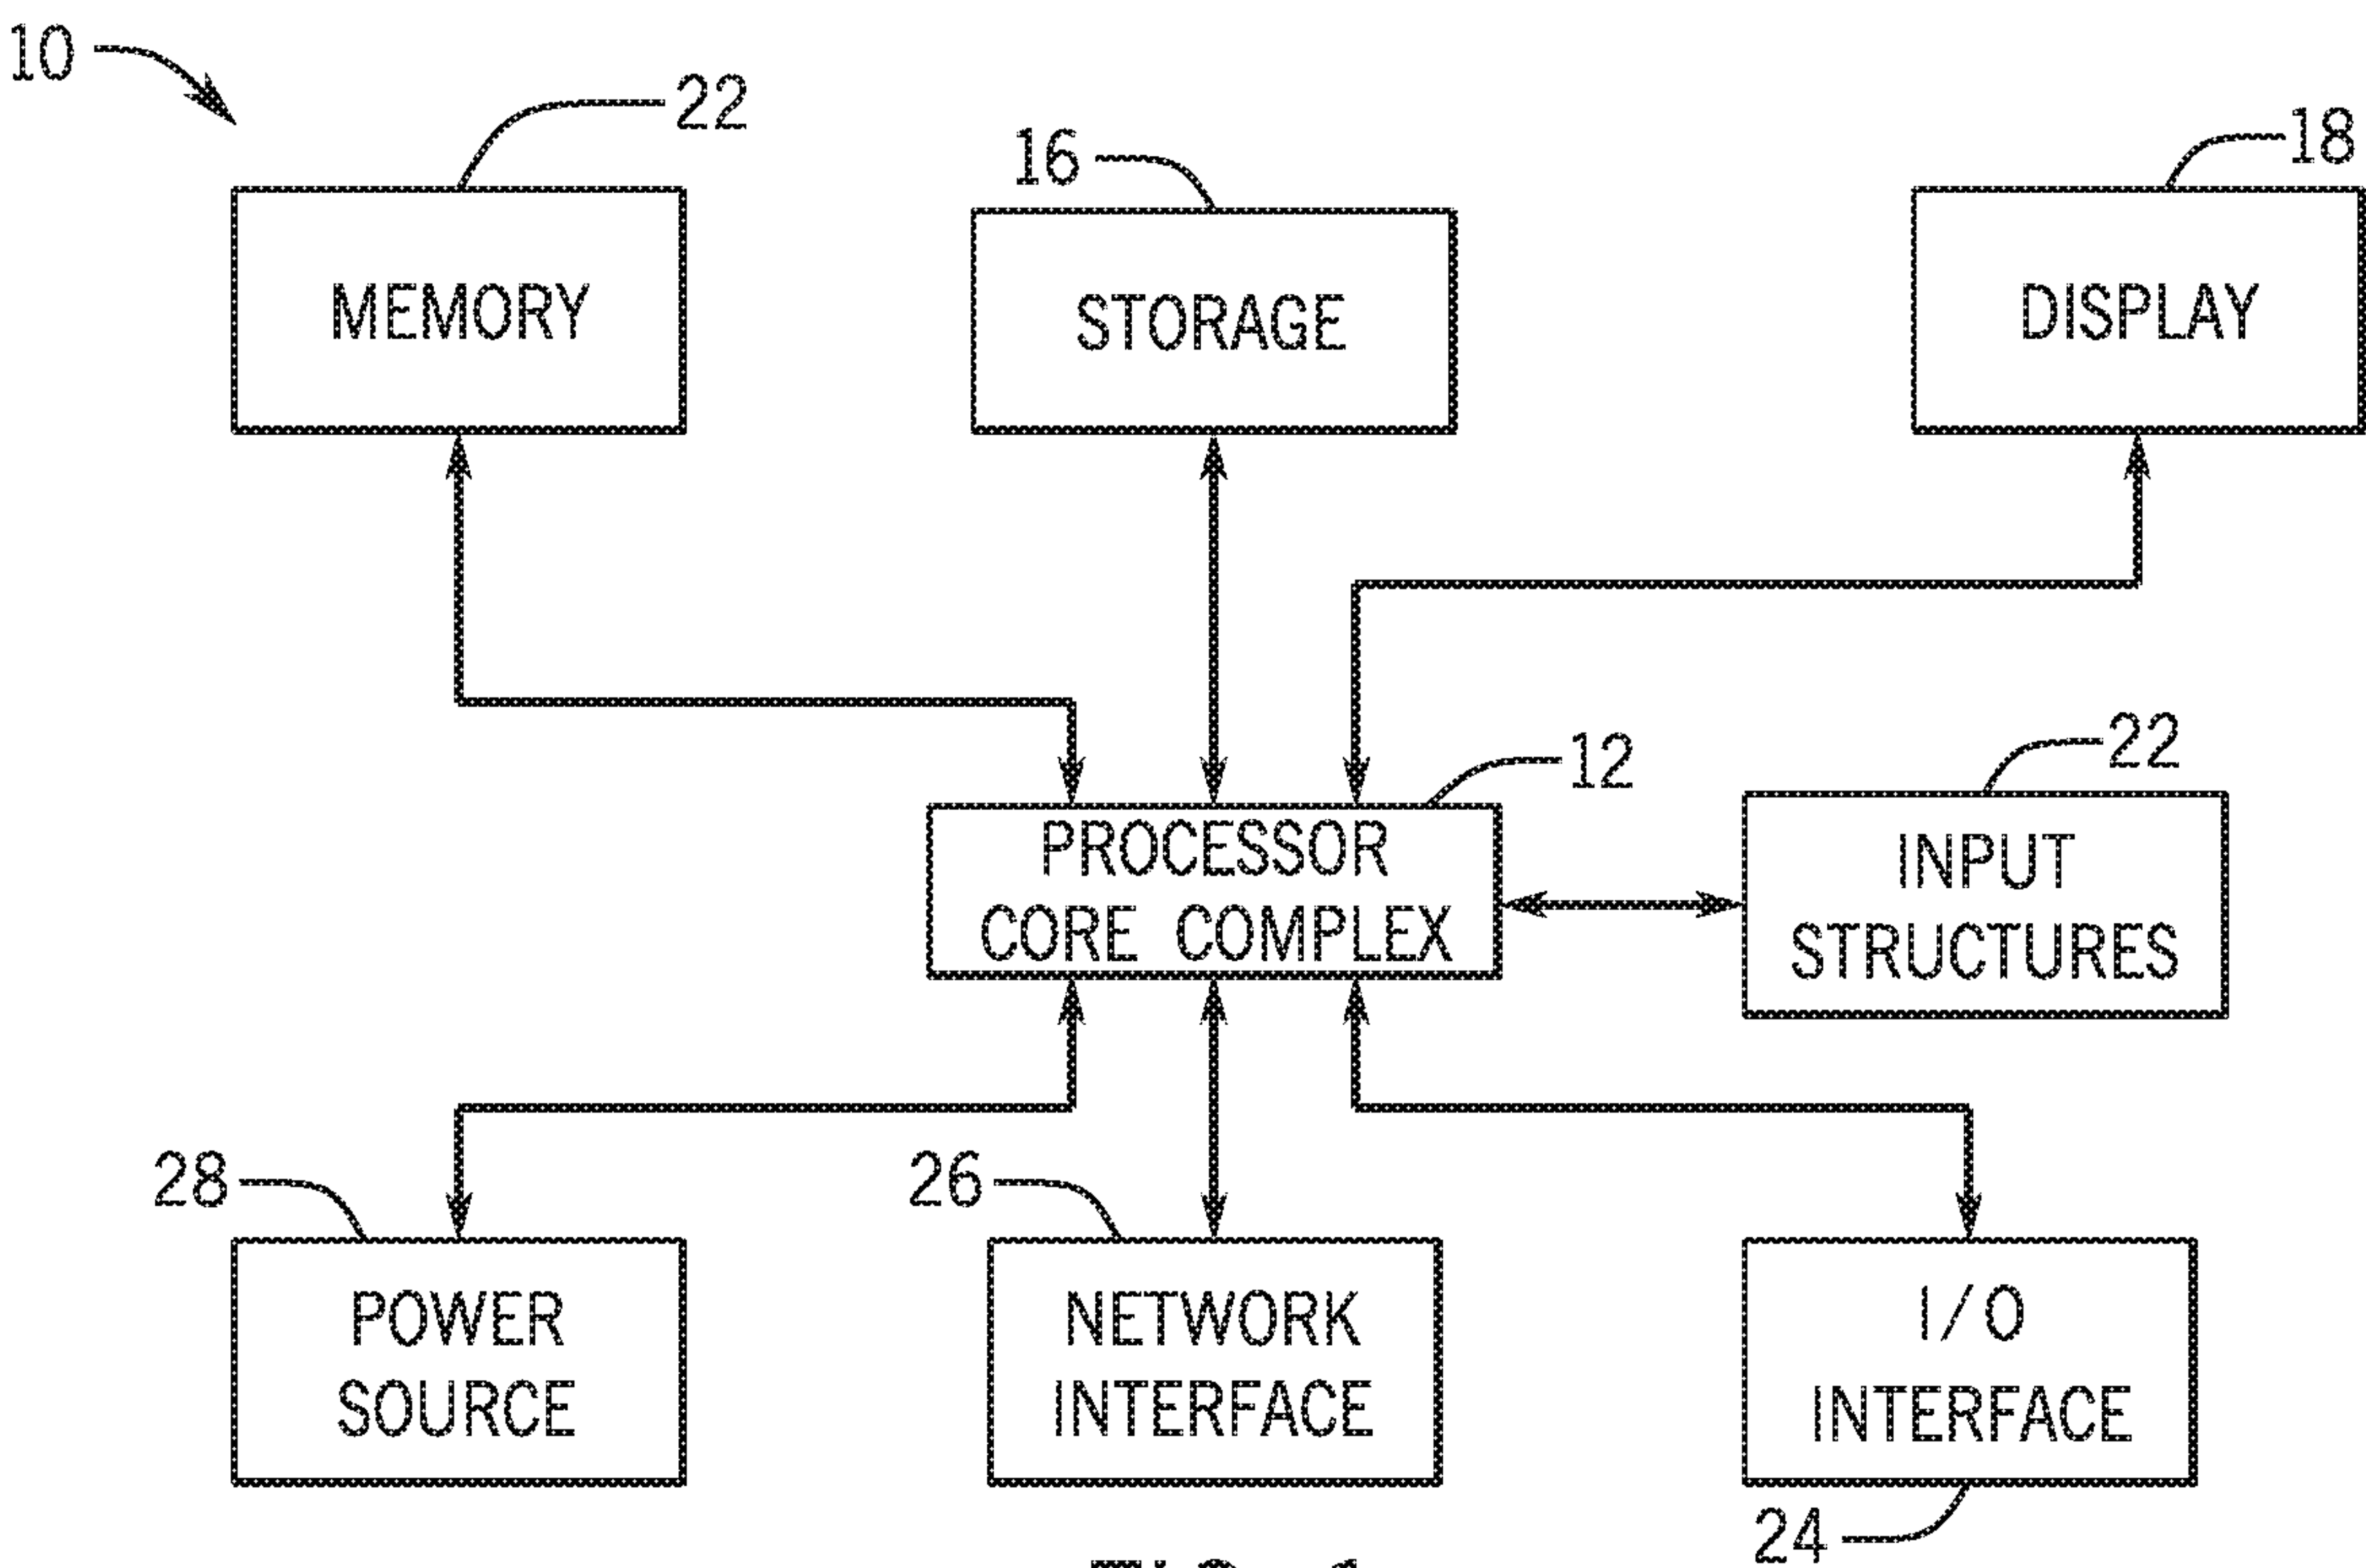 10
22
16
18
MEMORY
STORAGE
DISPLAY
12
22
PROCESSOR
CORE COMPLEX
INPUT
STRUCTURES
28
26
POWER
SOURCE
NETWORK
INTERFACE
I/O
INTERFACE
24